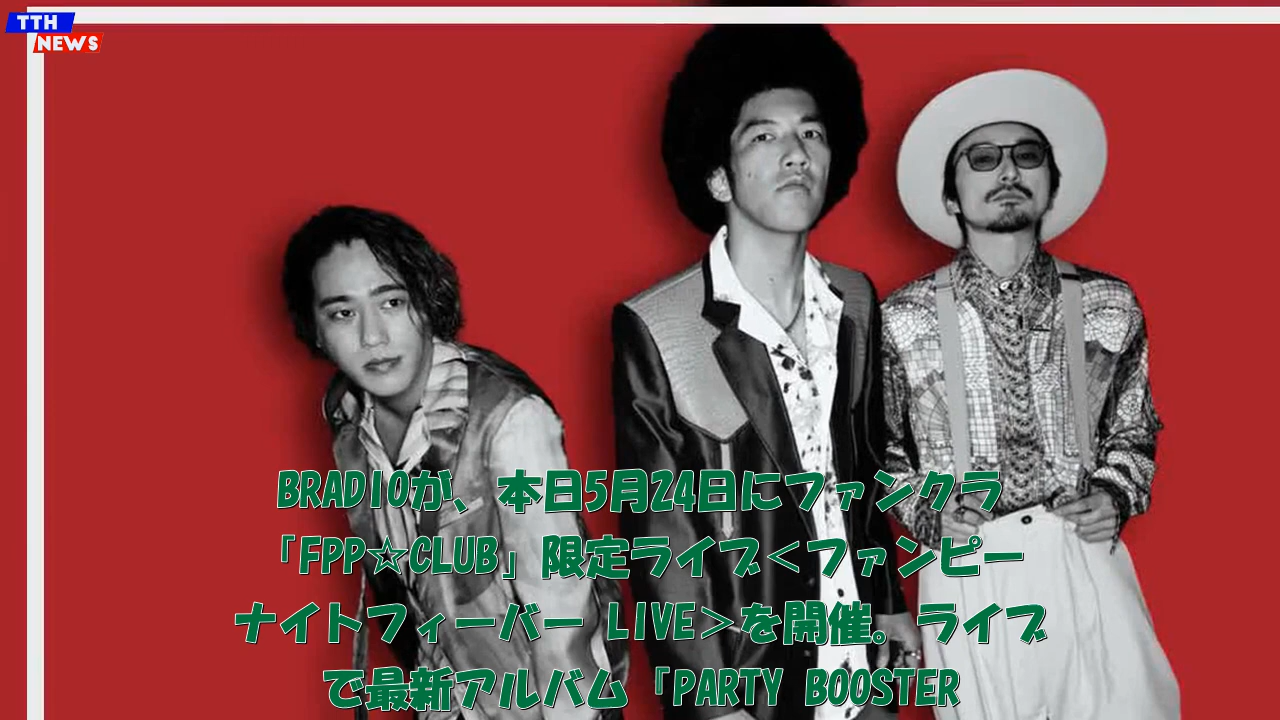 TTH
NEWS
BRADIOが、本日5月24日にファンクラ
「FPP☆CLUB」限定ライブ＜ファンピー
ナイトフィーバー LIVE＞を開催。ライブ
で最新アルバム『PARTY BOOSTER